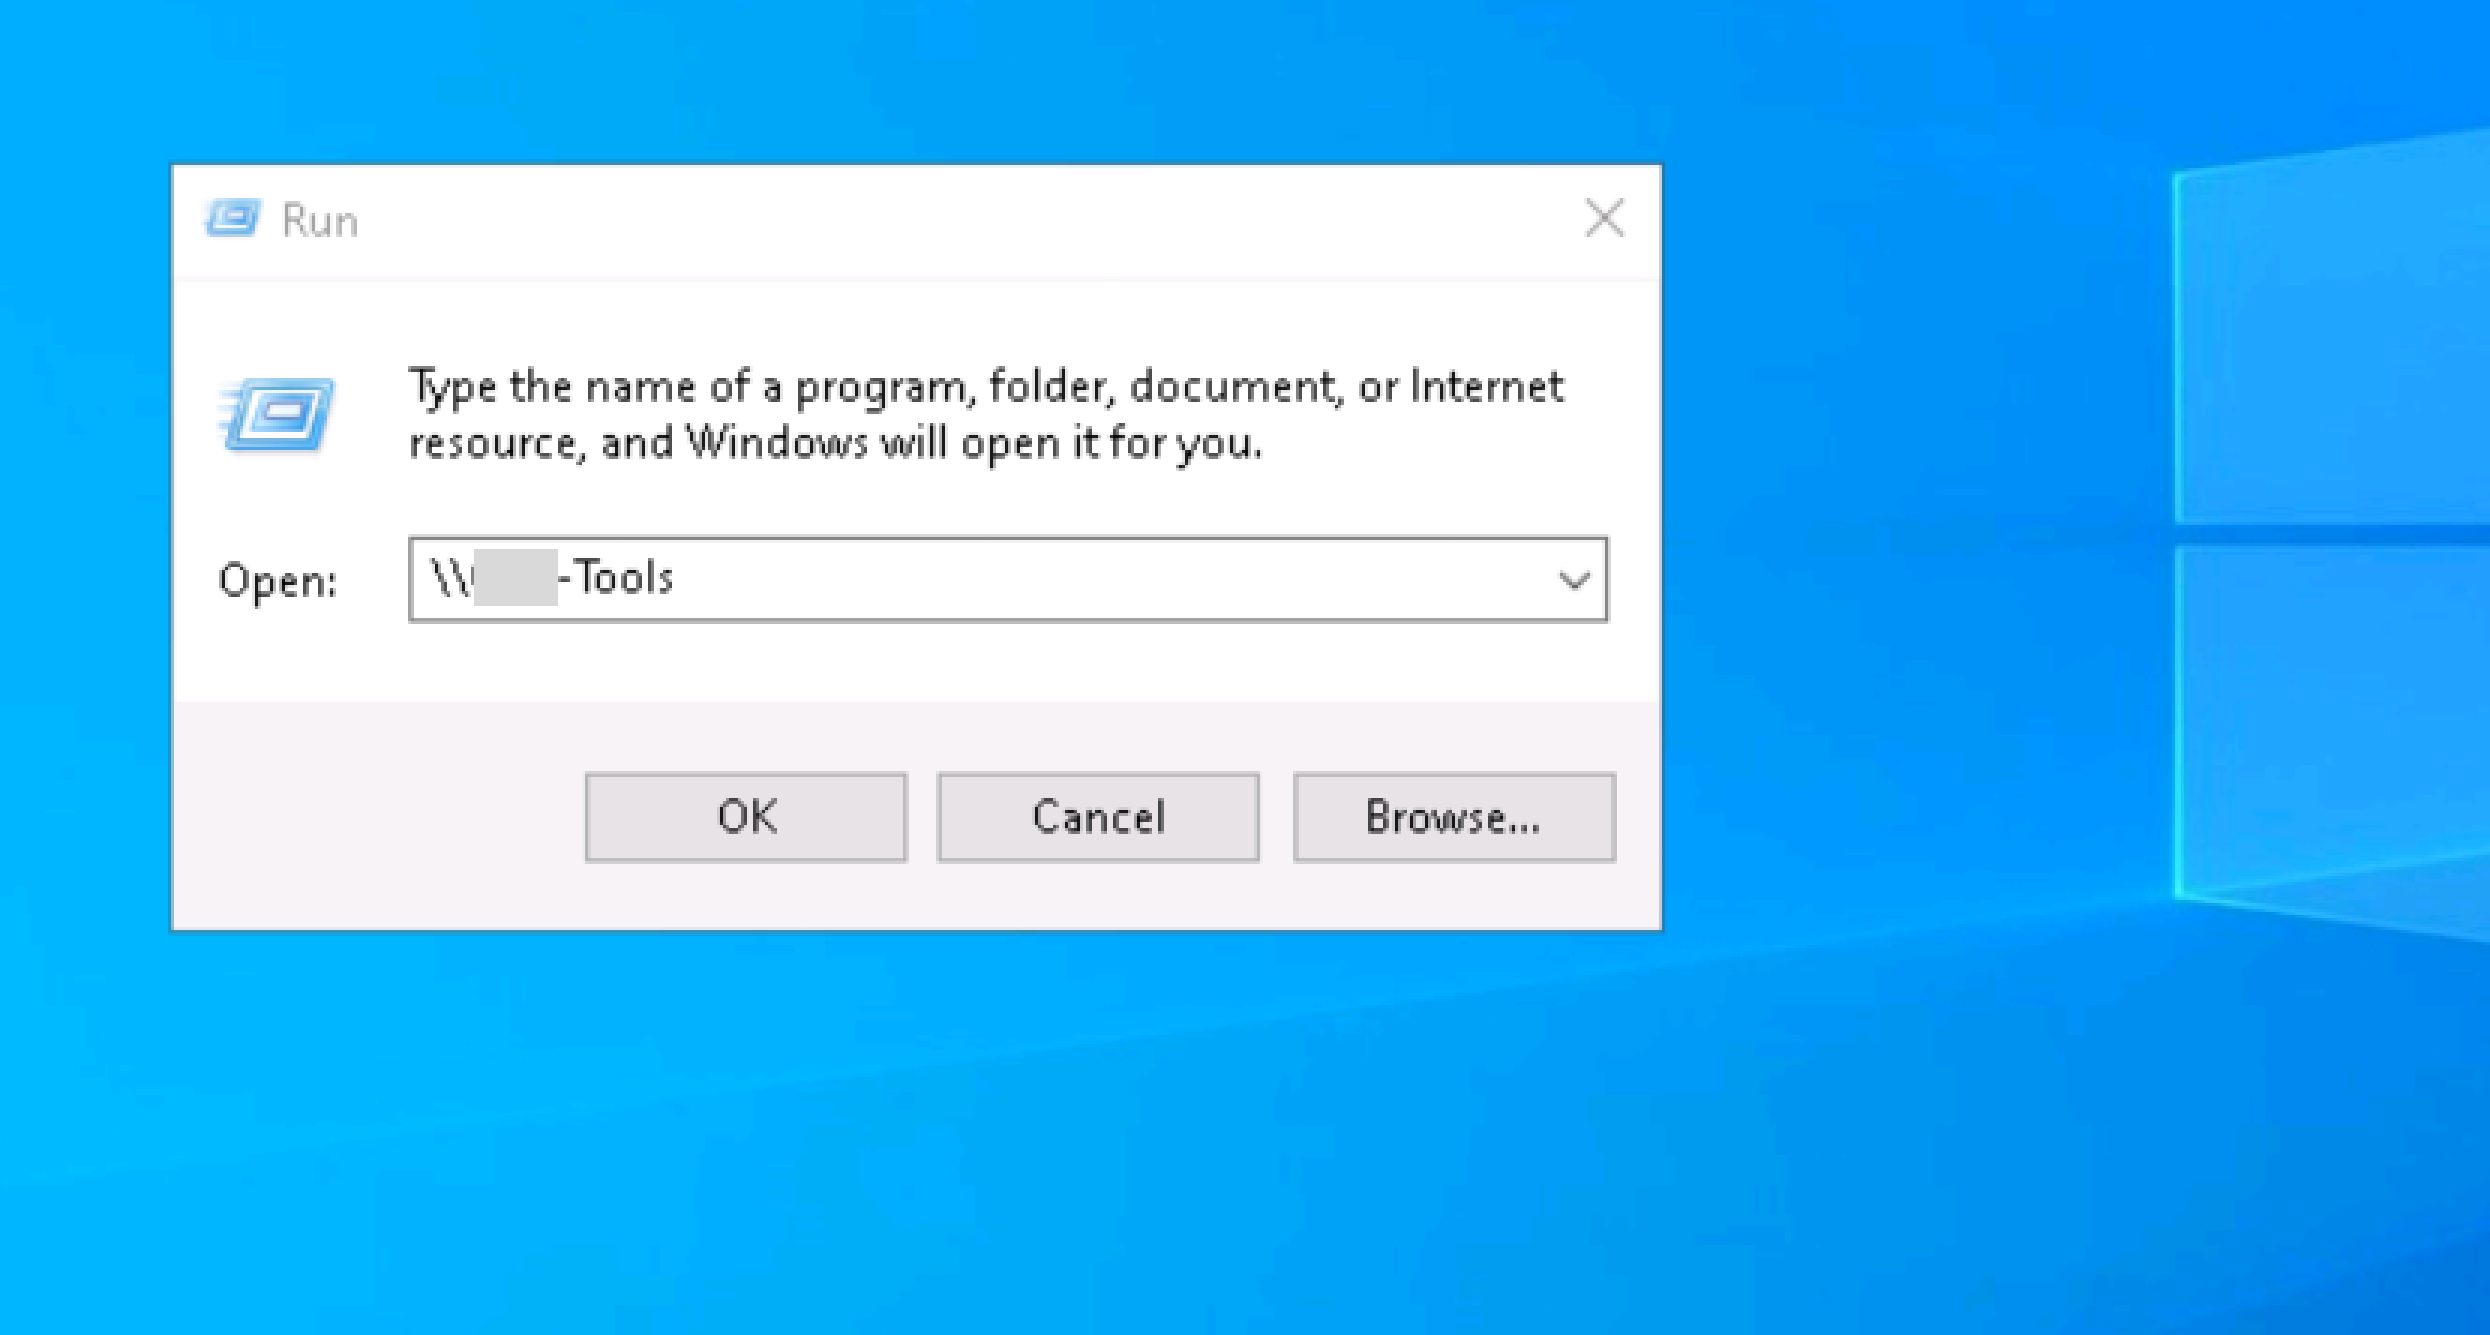 Run
Type the name of a program, folder, document, or Internet
resource, and Windows will open it for you.
Open:
\\ -Tools
OK
Cancel
Browse...